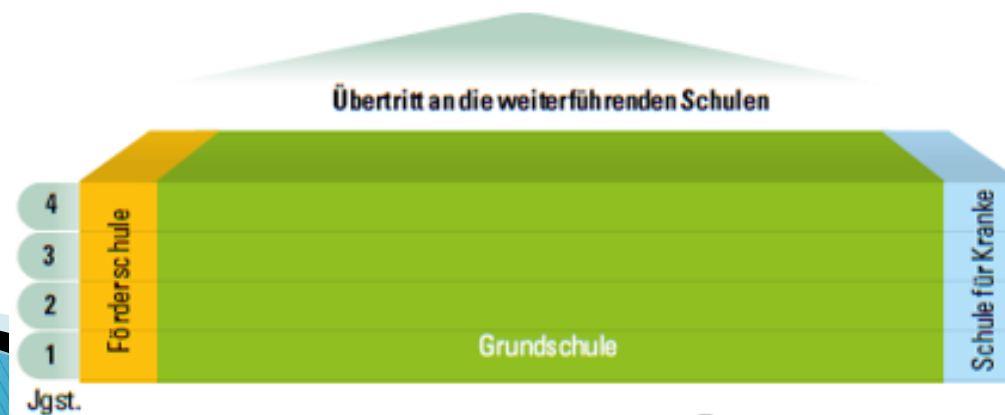 Übertritt an die weiterführenden Schulen
4
3
2
1
Jgst.
Förderschule
Grundschule
Schule für Kranke